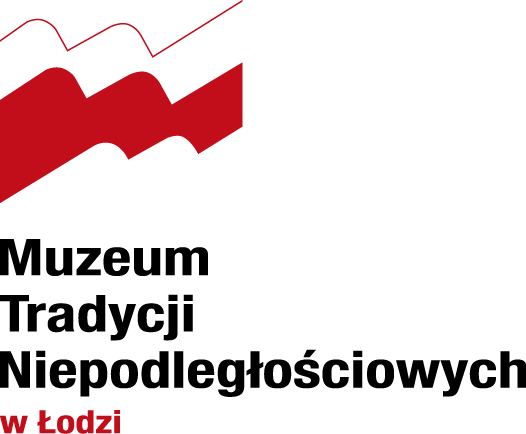 Muzeum
Tradycji
Niepodległościowych
w Łodzi